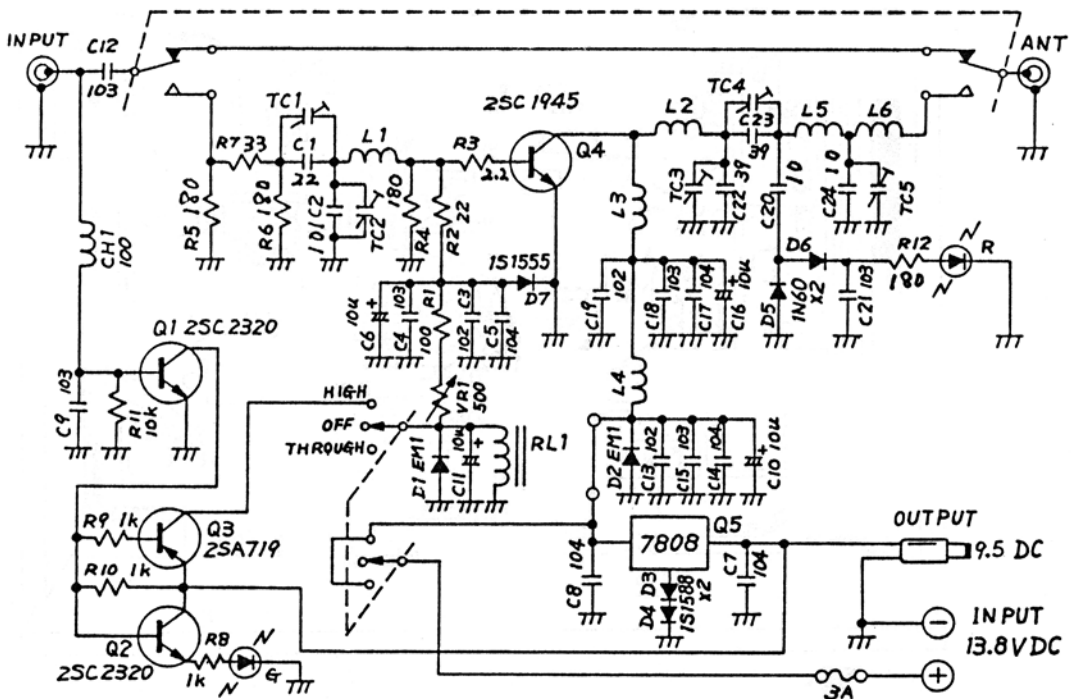 INPUT
C12
103
ANT
TC1
2SC1945
L2
TC4
C23
39
L5
L6
R7 33
C1
22
L1
R3
2.2
Q4
R5 180
R6 180
101 C2
TC2
180
R4
R2 22
L3
TC3
39
C22
10
C20
10
C24
TC5
CH1
100
1S1555
D7
10u
C6
103
C4
R1
100
C3
102
C5
104
C19
102
C18
103
C17
104
C16
10u
D6
D5
1N60
x2
C21
103
R12
180
R
Q1 2SC2320
C9
103
R11
10k
HIGH
OFF
THROUGH
VR1
500
D1 EM1
C11
10u
RL1
L4
D2 EM1
C13
102
C15
103
C14
104
C10 10u
R9 1k
Q3
2SA719
R10 1k
Q2
2SC2320
R8
1k
G
Q5
7808
C8
104
D3
D4
1S1588
x2
C7
104
OUTPUT
9.5 DC
−
INPUT
13.8V DC
+
3A